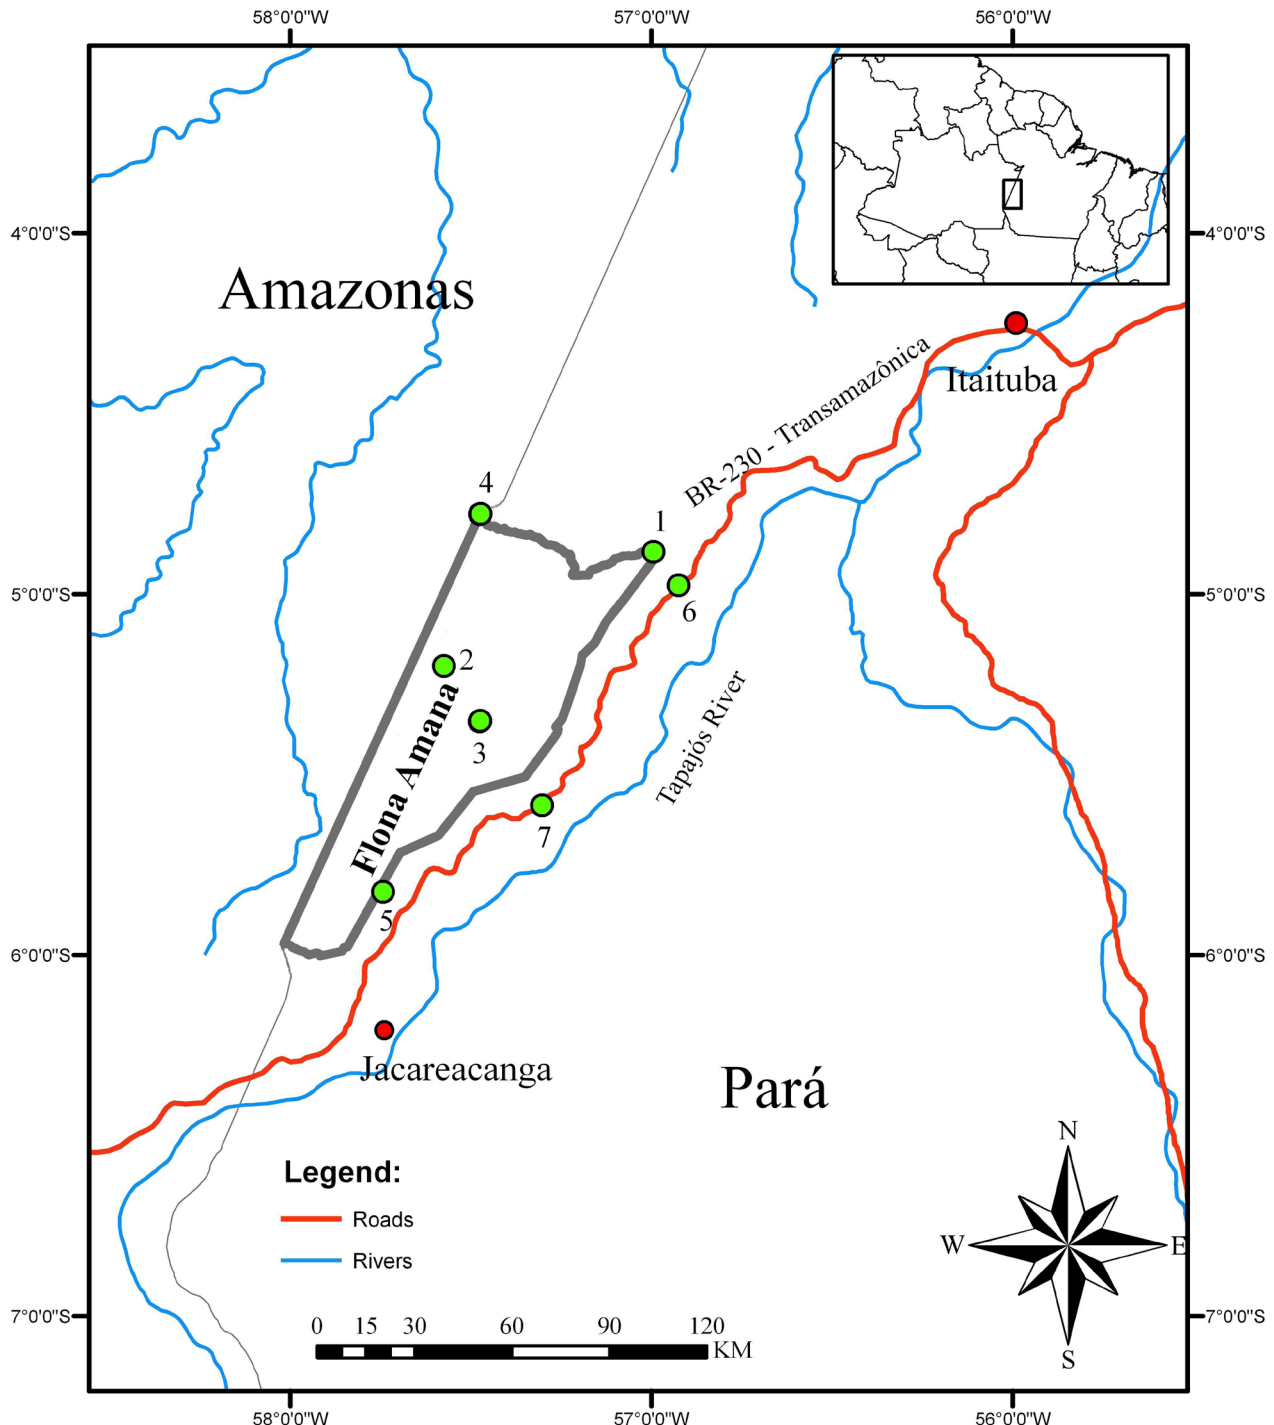 58°0'0"W 57°0'0"W 56°0'0"W
4°0'0"S 4°0'0"S
Amazonas
Itaituba
BR-230 - Transamazônica
4
1
5°0'0"S 5°0'0"S
6
2
3
Flona Amana
Tapajós River
7
5
6°0'0"S 6°0'0"S
Jacareacanga
Pará
N
W E
S
Legend:
Roads
Rivers
7°0'0"S 7°0'0"S
0 15 30 60 90 120
KM
58°0'0"W 57°0'0"W 56°0'0"W